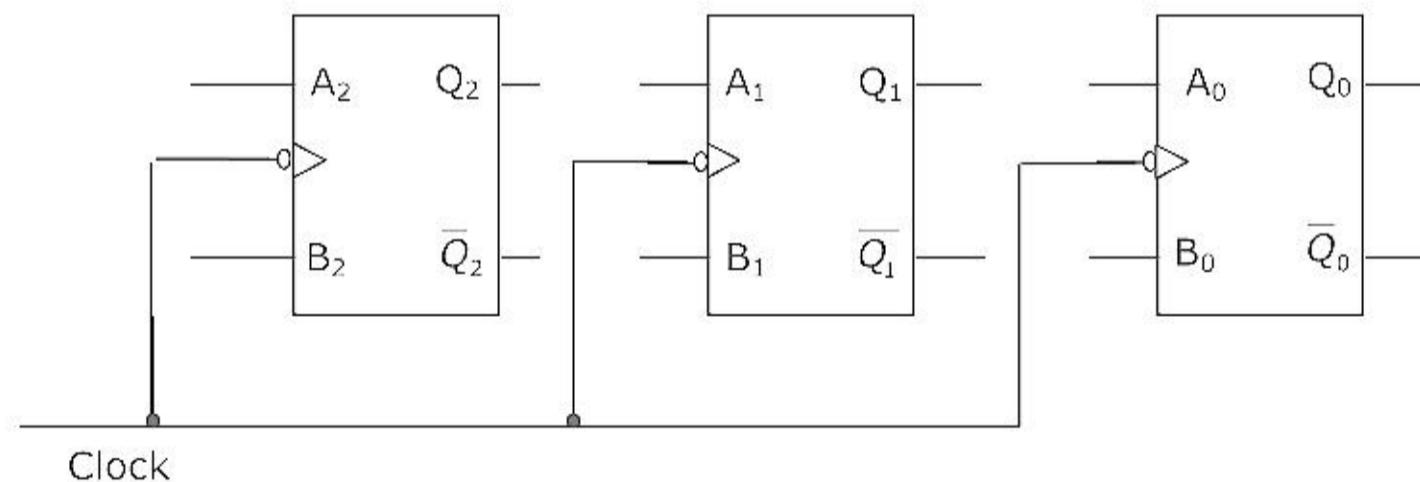 A₂ Q₂ A₁ Q₁ A₀ Q₀
B₂ Q̅₂ B₁ Q̅₁ B₀ Q̅₀
Clock